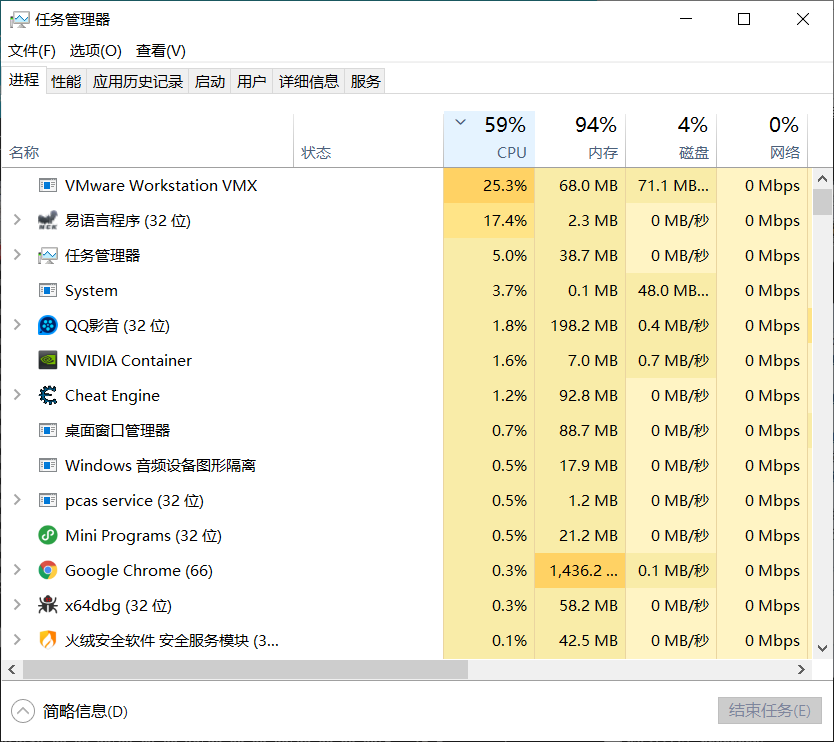 任务管理器
文件(F) 选项(O) 查看(V)
进程 性能 应用历史记录 启动 用户 详细信息 服务
59% 94% 4% 0%
名称 状态 CPU 内存 磁盘 网络
VMware Workstation VMX 25.3% 68.0 MB 71.1 MB... 0 Mbps
易语言程序 (32 位) 17.4% 2.3 MB 0 MB/秒 0 Mbps
任务管理器 5.0% 38.7 MB 0 MB/秒 0 Mbps
System 3.7% 0.1 MB 48.0 MB... 0 Mbps
QQ影音 (32 位) 1.8% 198.2 MB 0.4 MB/秒 0 Mbps
NVIDIA Container 1.6% 7.0 MB 0.7 MB/秒 0 Mbps
Cheat Engine 1.2% 92.8 MB 0 MB/秒 0 Mbps
桌面窗口管理器 0.7% 88.7 MB 0 MB/秒 0 Mbps
Windows 音频设备图形隔离 0.5% 17.9 MB 0 MB/秒 0 Mbps
pcas service (32 位) 0.5% 1.2 MB 0 MB/秒 0 Mbps
Mini Programs (32 位) 0.5% 21.2 MB 0 MB/秒 0 Mbps
Google Chrome (66) 0.3% 1,436.2 ... 0.1 MB/秒 0 Mbps
x64dbg (32 位) 0.3% 58.2 MB 0 MB/秒 0 Mbps
火绒安全软件 安全服务模块 (3... 0.1% 42.5 MB 0 MB/秒 0 Mbps
简略信息(D) 结束任务(E)